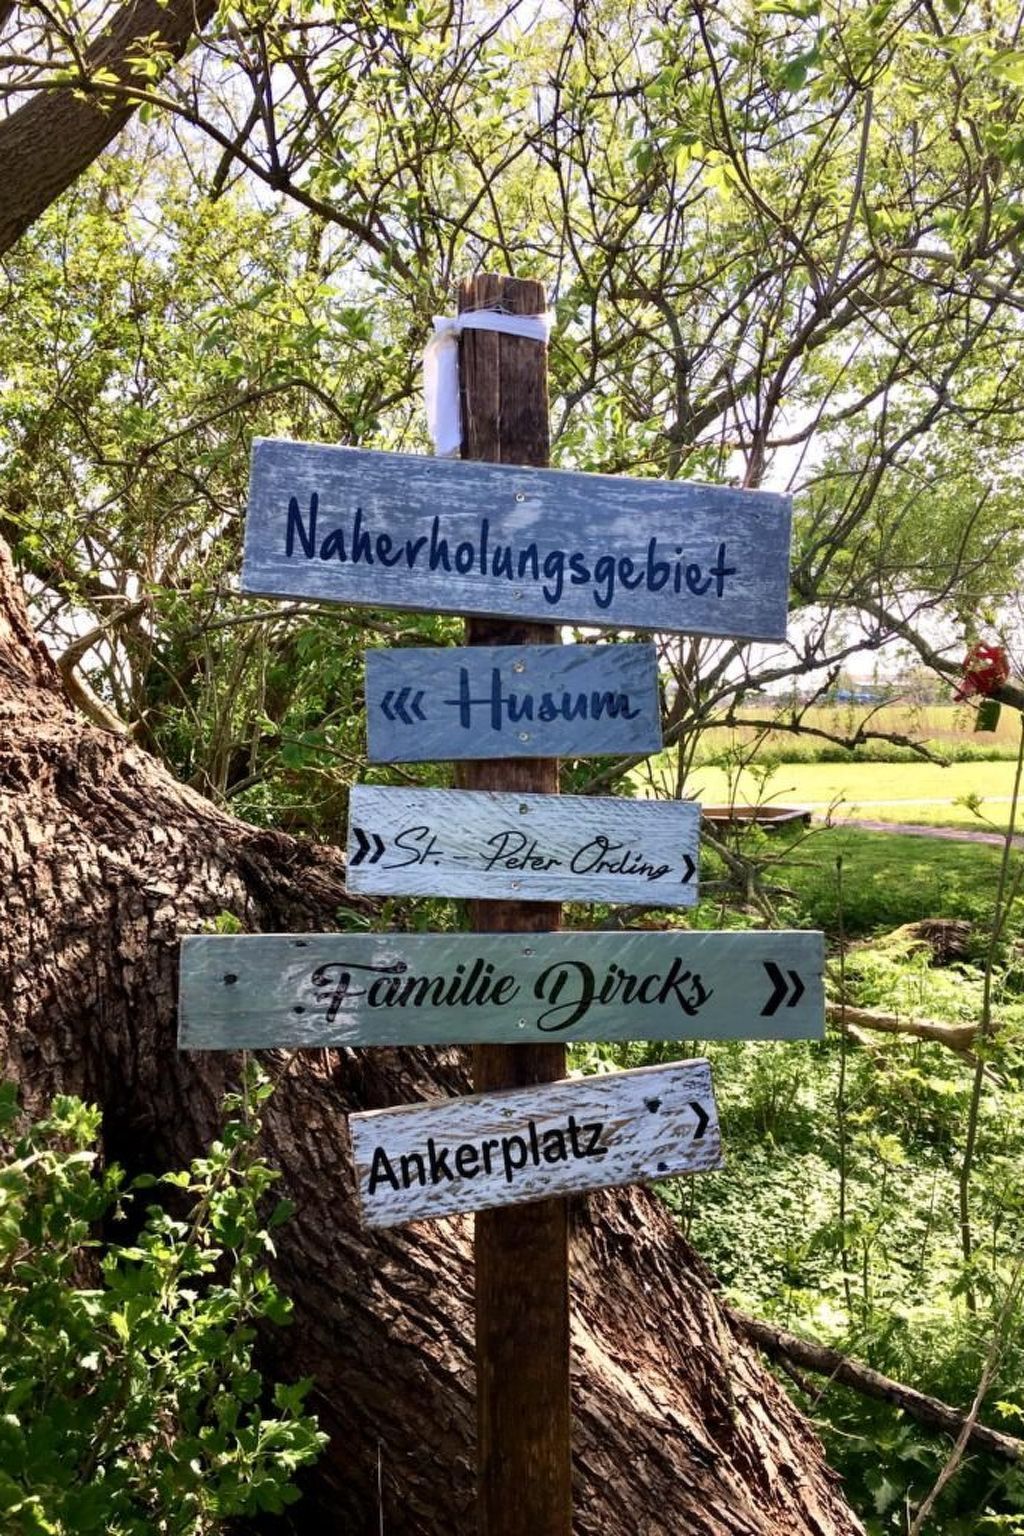 Naherholungsgebiet
‹‹‹ Husum
›› St. - Peter Ording ›
Familie Dircks ››
Ankerplatz ›